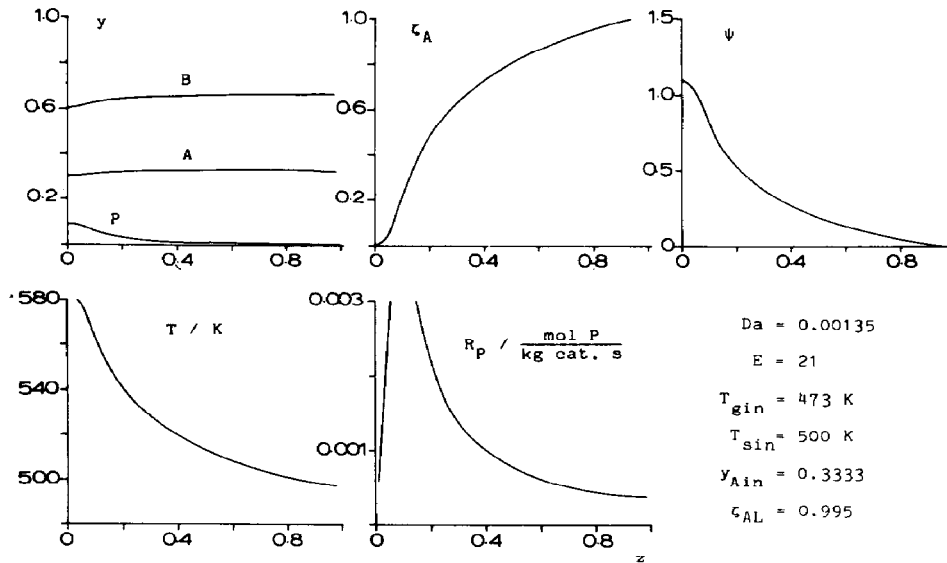 1.0
y
0.6
B
A
0.2
P
0
0.4
0.8
1.0
ζA
0.6
0.2
0
0.4
0.8
1.5
ψ
1.0
0.5
0
0
0.4
0.8
580
T / K
540
500
0
0.4
0.8
0.003
RP / mol P
kg cat. s
0.001
0
0.4
0.8
z
Da = 0.00135
E = 21
Tgin = 473 K
Tsin = 500 K
yAin = 0.3333
ζAL = 0.995